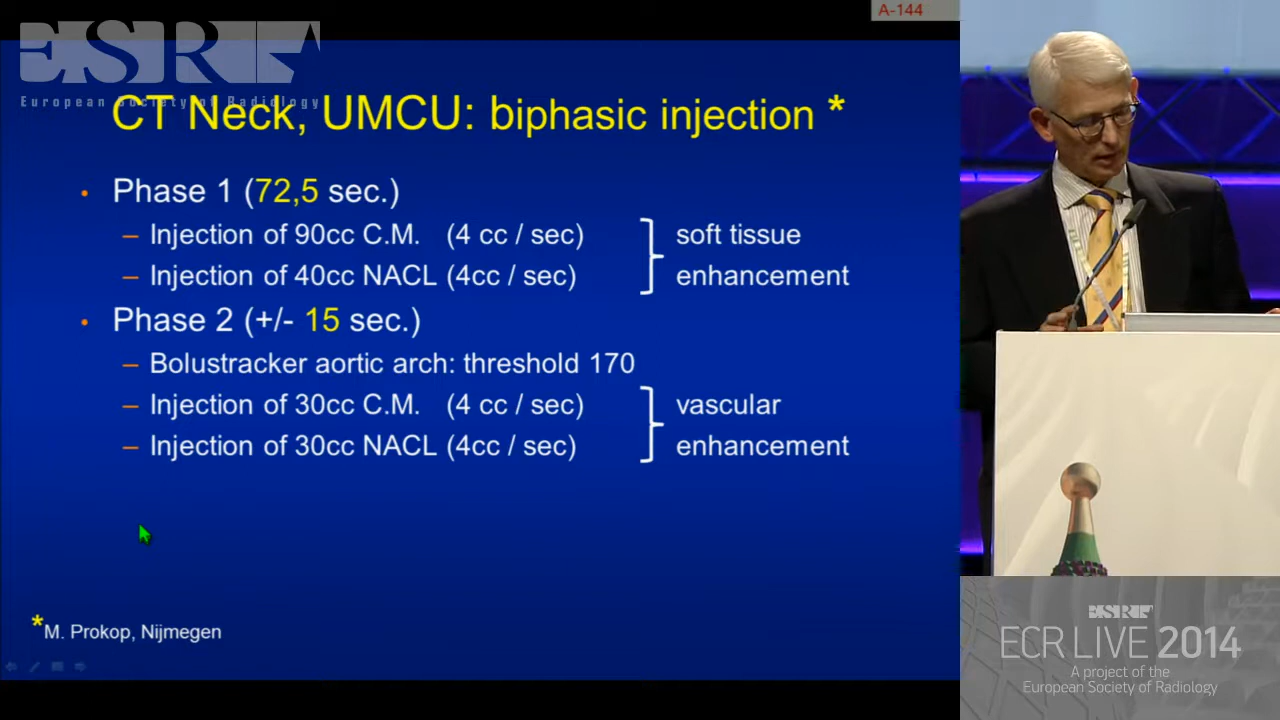 A-144
ESR
European Society of Radiology
CT Neck, UMCU: biphasic injection *
• Phase 1 (72,5 sec.)
– Injection of 90cc C.M. (4 cc / sec) soft tissue
– Injection of 40cc NACL (4cc / sec) enhancement
• Phase 2 (+/- 15 sec.)
– Bolustracker aortic arch: threshold 170
– Injection of 30cc C.M. (4 cc / sec) vascular
– Injection of 30cc NACL (4cc / sec) enhancement
*M. Prokop, Nijmegen
ESR
ECR LIVE 2014
A project of the
European Society of Radiology